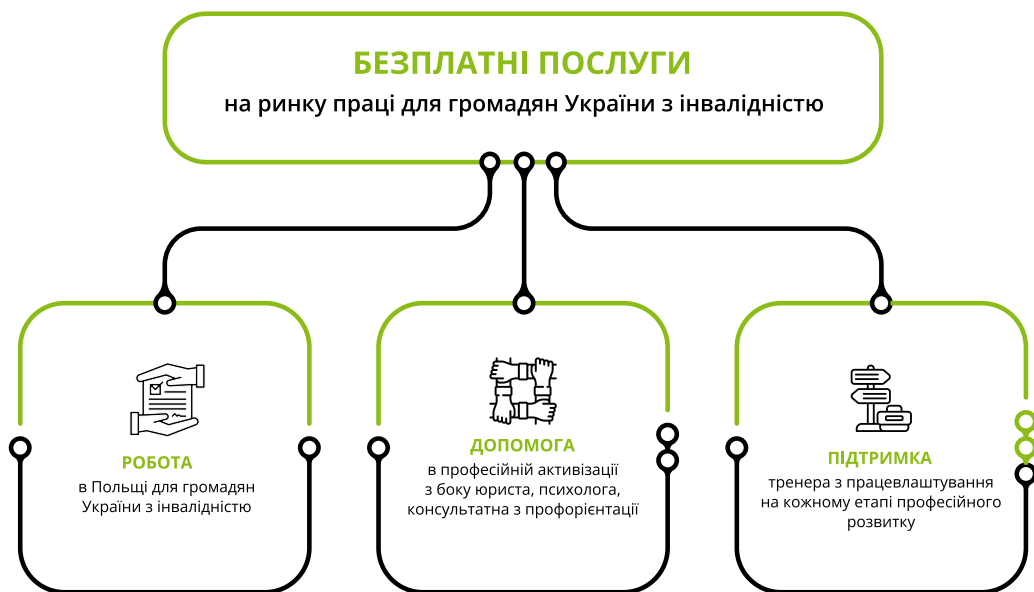 БЕЗПЛАТНІ ПОСЛУГИ
на ринку праці для громадян України з інвалідністю
РОБОТА
в Польщі для громадян
України з інвалідністю
ДОПОМОГА
в професійній активізації
з боку юриста, психолога,
консультатна з профорієнтації
ПІДТРИМКА
тренера з працевлаштування
на кожному етапі професійного
розвитку